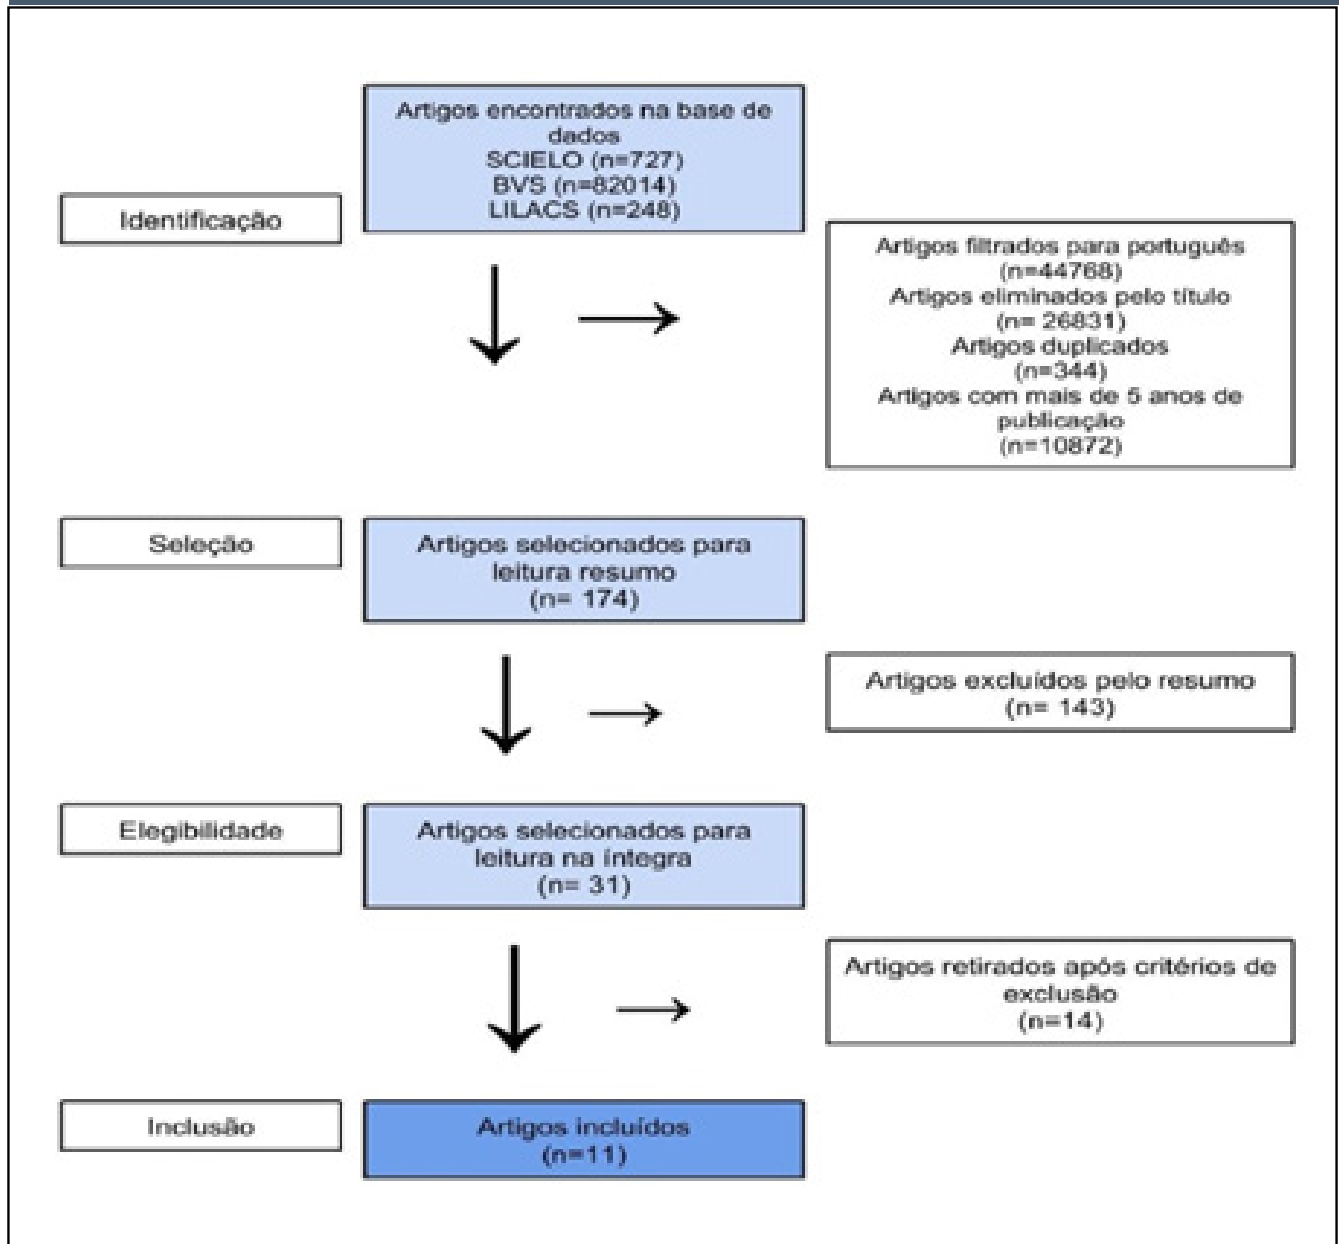 Artigos encontrados na base de
dados
SCIELO (n=727)
BVS (n=82014)
LILACS (n=248)
Identificação
Artigos filtrados para português
(n=44768)
Artigos eliminados pelo título
(n= 26831)
Artigos duplicados
(n=344)
Artigos com mais de 5 anos de
publicação
(n=10872)
Seleção
Artigos selecionados para
leitura resumo
(n= 174)
Artigos excluídos pelo resumo
(n= 143)
Elegibilidade
Artigos selecionados para
leitura na íntegra
(n= 31)
Artigos retirados após critérios de
exclusão
(n=14)
Inclusão
Artigos incluídos
(n=11)